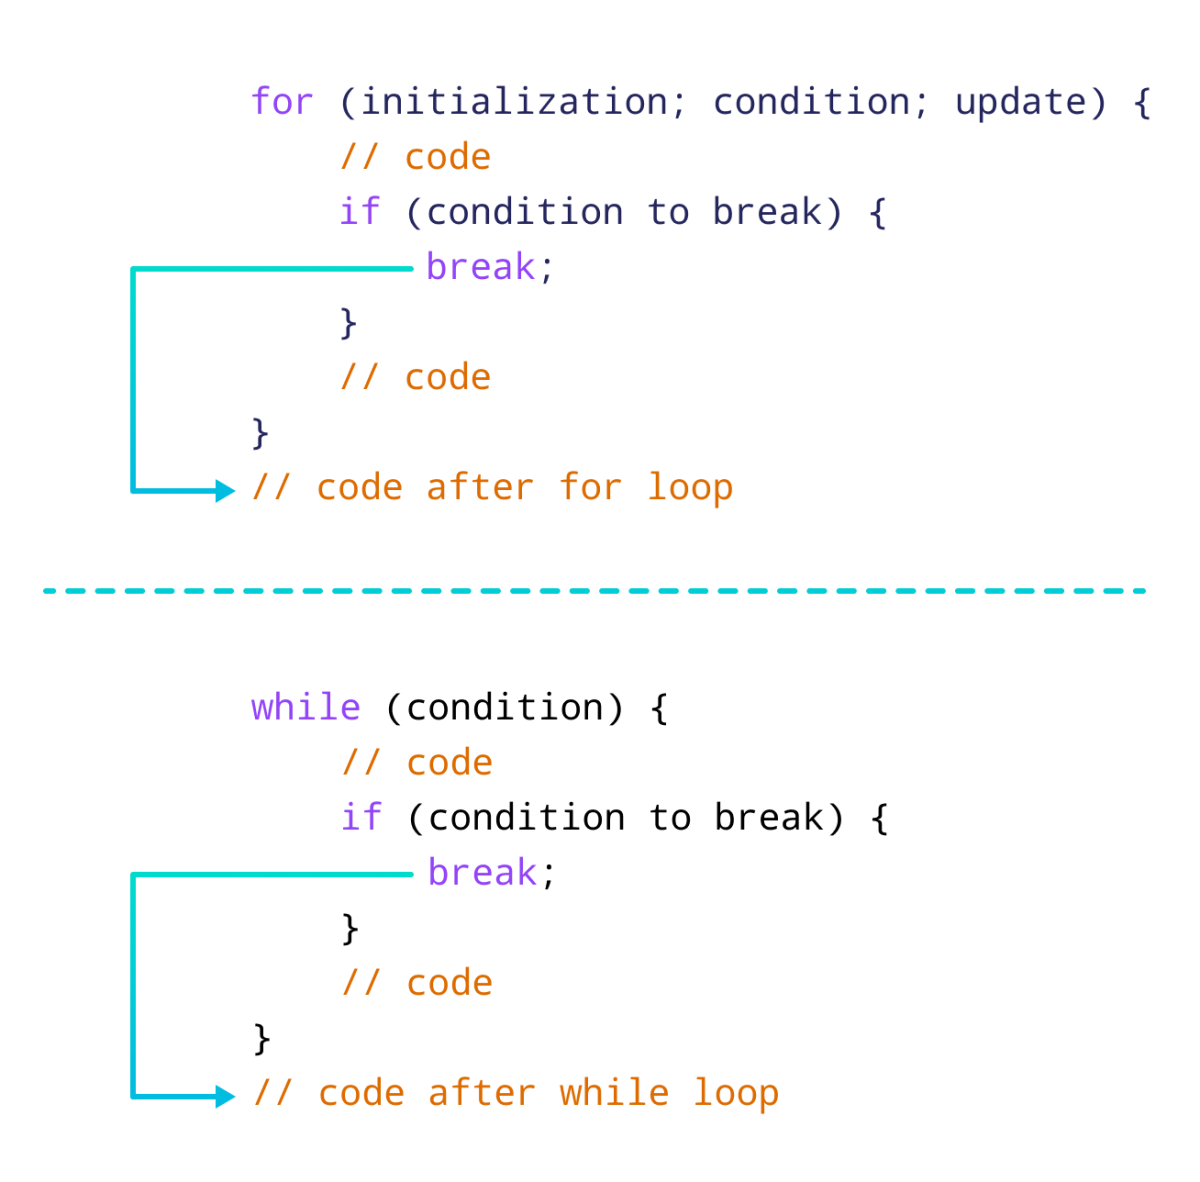 for (initialization; condition; update) {
    // code
    if (condition to break) {
        break;
    }
    // code
}
// code after for loop
while (condition) {
    // code
    if (condition to break) {
        break;
    }
    // code
}
// code after while loop